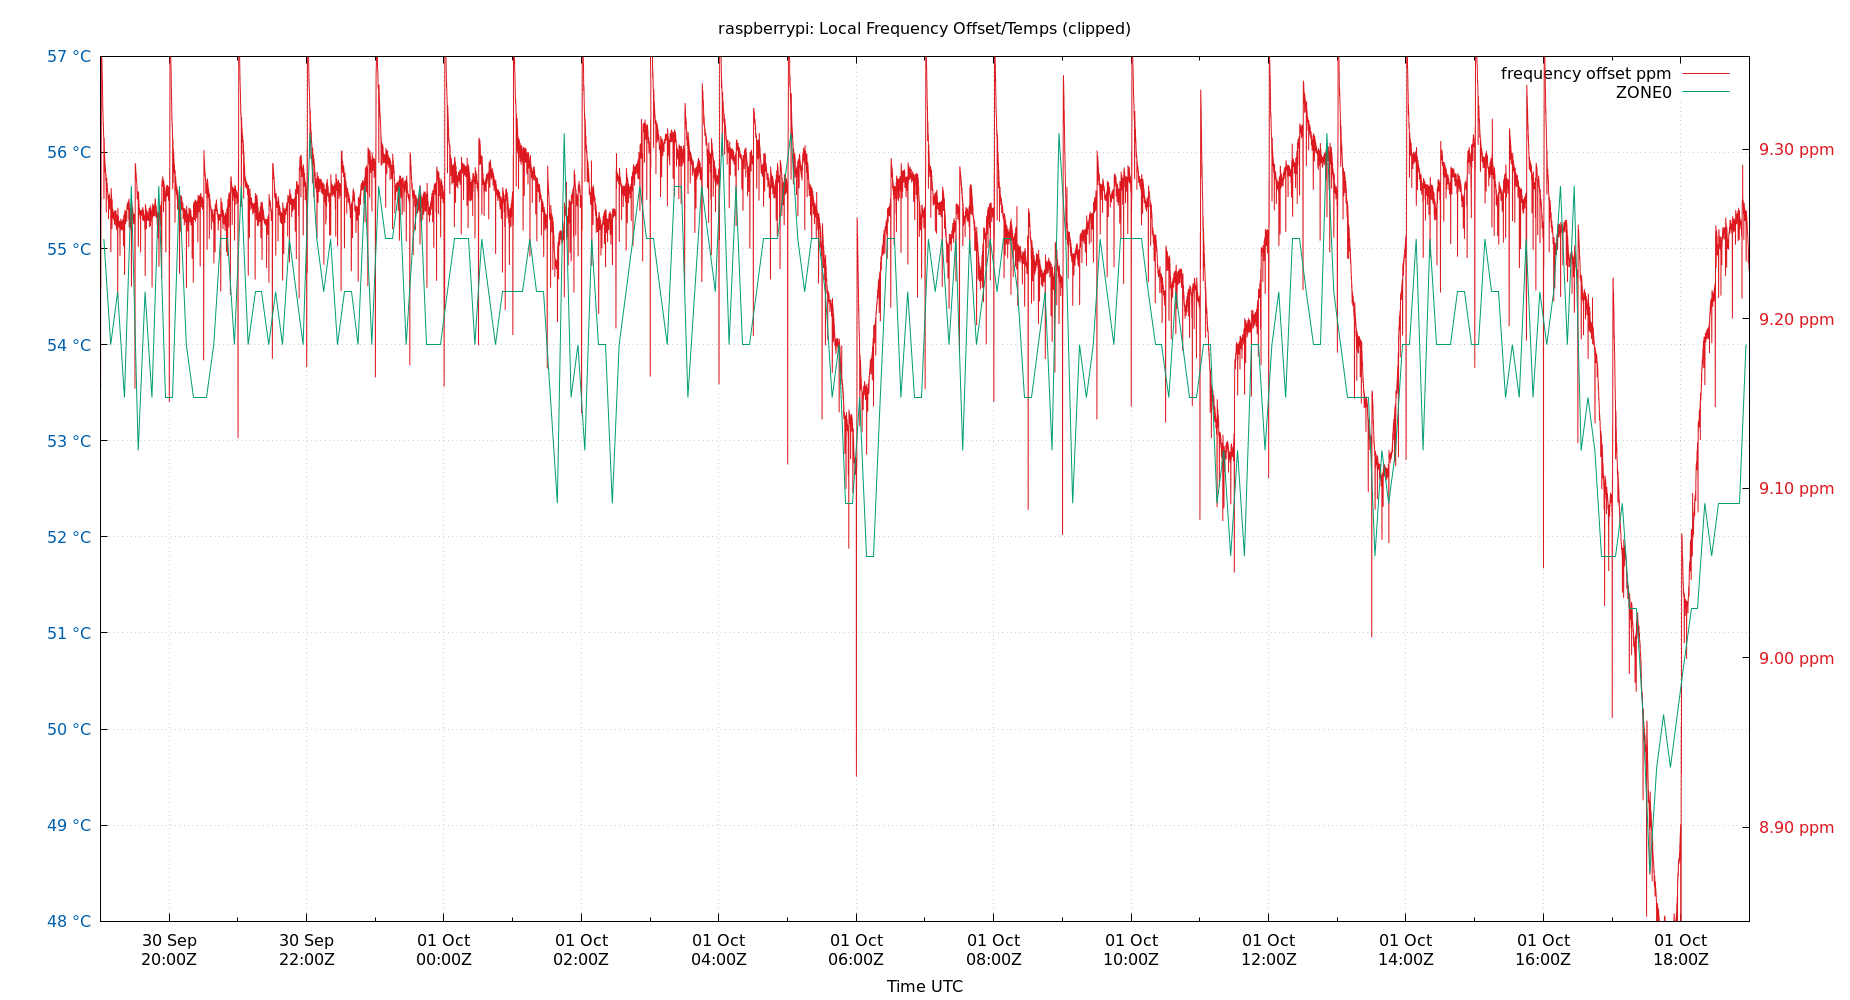 raspberrypi: Local Frequency Offset/Temps (clipped)
57 °C
56 °C
55 °C
54 °C
53 °C
52 °C
51 °C
50 °C
49 °C
48 °C
frequency offset ppm
ZONE0
9.30 ppm
9.20 ppm
9.10 ppm
9.00 ppm
8.90 ppm
30 Sep 30 Sep 01 Oct 01 Oct 01 Oct 01 Oct 01 Oct 01 Oct 01 Oct 01 Oct 01 Oct 01 Oct
20:00Z 22:00Z 00:00Z 02:00Z 04:00Z 06:00Z 08:00Z 10:00Z 12:00Z 14:00Z 16:00Z 18:00Z
Time UTC